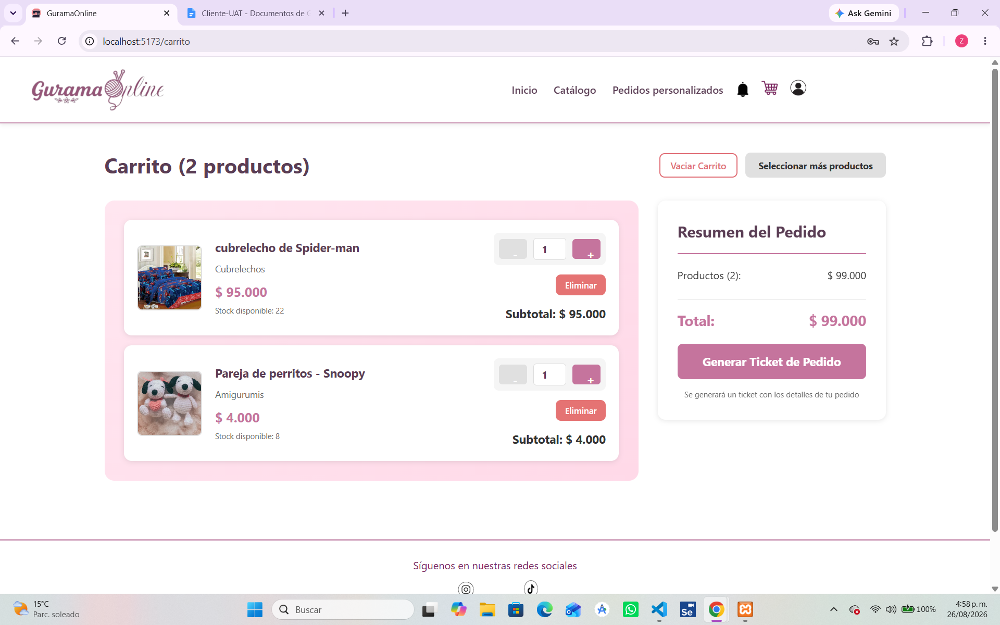 GuramaOnline
Cliente-UAT - Documentos de
Ask Gemini
localhost:5173/carrito
Z
GuramaOnline
Inicio
Catálogo
Pedidos personalizados
Carrito (2 productos)
Vaciar Carrito
Seleccionar más productos
cubrelecho de Spider-man
Cubrelechos
$ 95.000
Stock disponible: 22
- 1 +
Eliminar
Subtotal: $ 95.000
Pareja de perritos - Snoopy
Amigurumis
$ 4.000
Stock disponible: 8
- 1 +
Eliminar
Subtotal: $ 4.000
Resumen del Pedido
Productos (2): $ 99.000
Total: $ 99.000
Generar Ticket de Pedido
Se generará un ticket con los detalles de tu pedido
Síguenos en nuestras redes sociales
15°C
Parc. soleado
Buscar
Se
100%
4:58 p. m.
26/08/2026